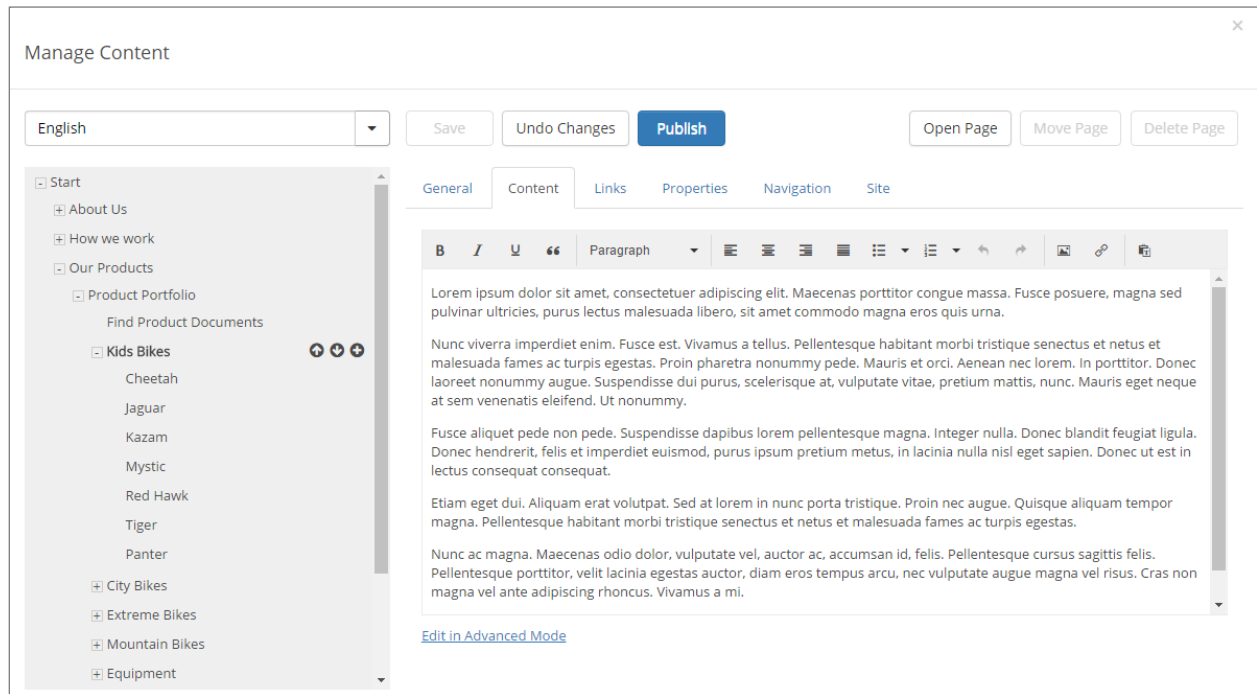 ×
Manage Content
English
Save
Undo Changes
Publish
Open Page
Move Page
Delete Page
Start
About Us
How we work
Our Products
Product Portfolio
Find Product Documents
Kids Bikes
Cheetah
Jaguar
Kazam
Mystic
Red Hawk
Tiger
Panter
City Bikes
Extreme Bikes
Mountain Bikes
Equipment
General
Content
Links
Properties
Navigation
Site
B I U Paragraph
Lorem ipsum dolor sit amet, consectetuer adipiscing elit. Maecenas porttitor congue massa. Fusce posuere, magna sed
pulvinar ultricies, purus lectus malesuada libero, sit amet commodo magna eros quis urna.
Nunc viverra imperdiet enim. Fusce est. Vivamus a tellus. Pellentesque habitant morbi tristique senectus et netus et
malesuada fames ac turpis egestas. Proin pharetra nonummy pede. Mauris et orci. Aenean nec lorem. In porttitor. Donec
laoreet nonummy augue. Suspendisse dui purus, scelerisque at, vulputate vitae, pretium mattis, nunc. Mauris eget neque
at sem venenatis eleifend. Ut nonummy.
Fusce aliquet pede non pede. Suspendisse dapibus lorem pellentesque magna. Integer nulla. Donec blandit feugiat ligula.
Donec hendrerit, felis et imperdiet euismod, purus ipsum pretium metus, in lacinia nulla nisl eget sapien. Donec ut est in
lectus consequat consequat.
Etiam eget dui. Aliquam erat volutpat. Sed at lorem in nunc porta tristique. Proin nec augue. Quisque aliquam tempor
magna. Pellentesque habitant morbi tristique senectus et netus et malesuada fames ac turpis egestas.
Nunc ac magna. Maecenas odio dolor, vulputate vel, auctor ac, accumsan id, felis. Pellentesque cursus sagittis felis.
Pellentesque porttitor, velit lacinia egestas auctor, diam eros tempus arcu, nec vulputate augue magna vel risus. Cras non
magna vel ante adipiscing rhoncus. Vivamus a mi.
Edit in Advanced Mode